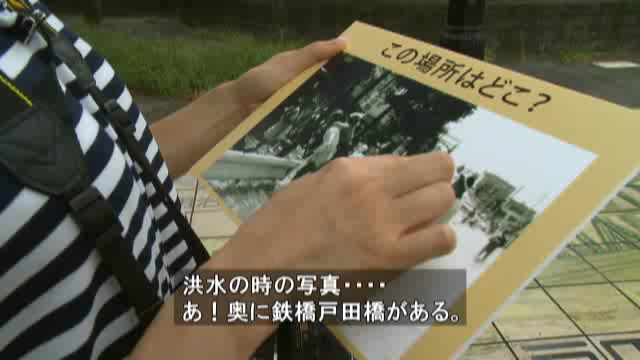 この場所はどこ?
洪水の時の写真‥‥
あ!奥に鉄橋戸田橋がある。